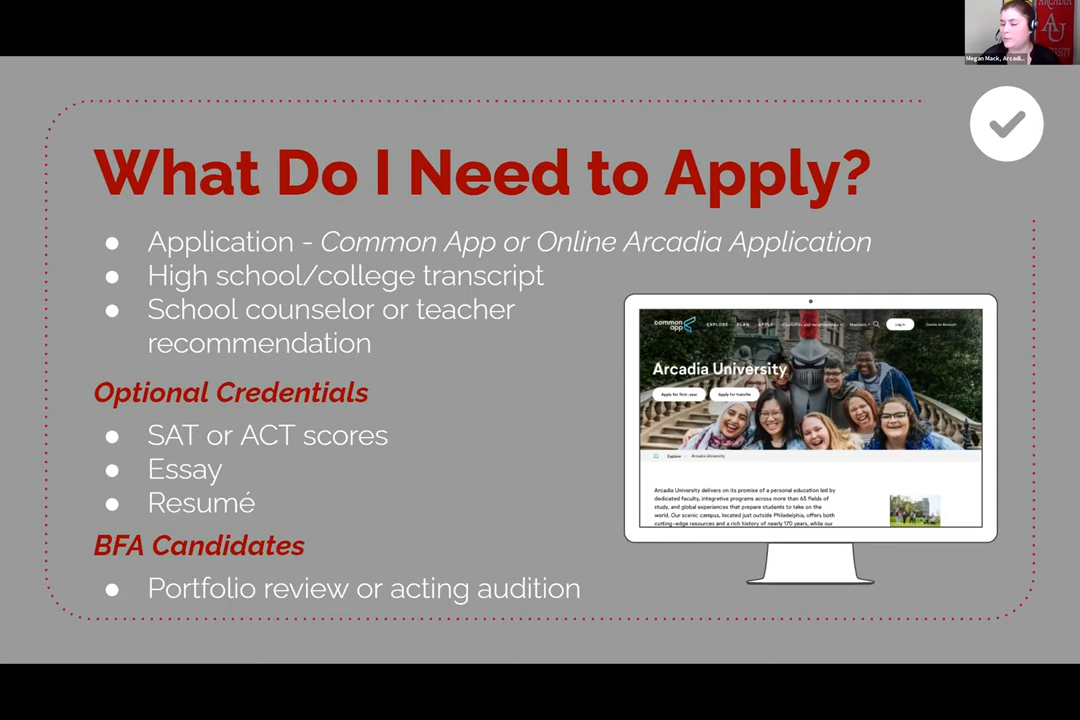 Megan Mack, Arcadi...
What Do I Need to Apply?
● Application - Common App or Online Arcadia Application
● High school/college transcript
● School counselor or teacher
recommendation
Optional Credentials
● SAT or ACT scores
● Essay
● Resumé
BFA Candidates
● Portfolio review or acting audition
common app EXPLORE PLAN APPLY Counselors and recommenders Members Log in Create an Account
Arcadia University
Apply for first-year Apply for transfer
Explore Arcadia University
Arcadia University delivers on its promise of a personal education led by
dedicated faculty, integrative programs across more than 65 fields of
study, and global experiences that prepare students to take on the
world. Our scenic campus, located just outside Philadelphia, offers both
cutting-edge resources and a rich history of nearly 170 years, while our